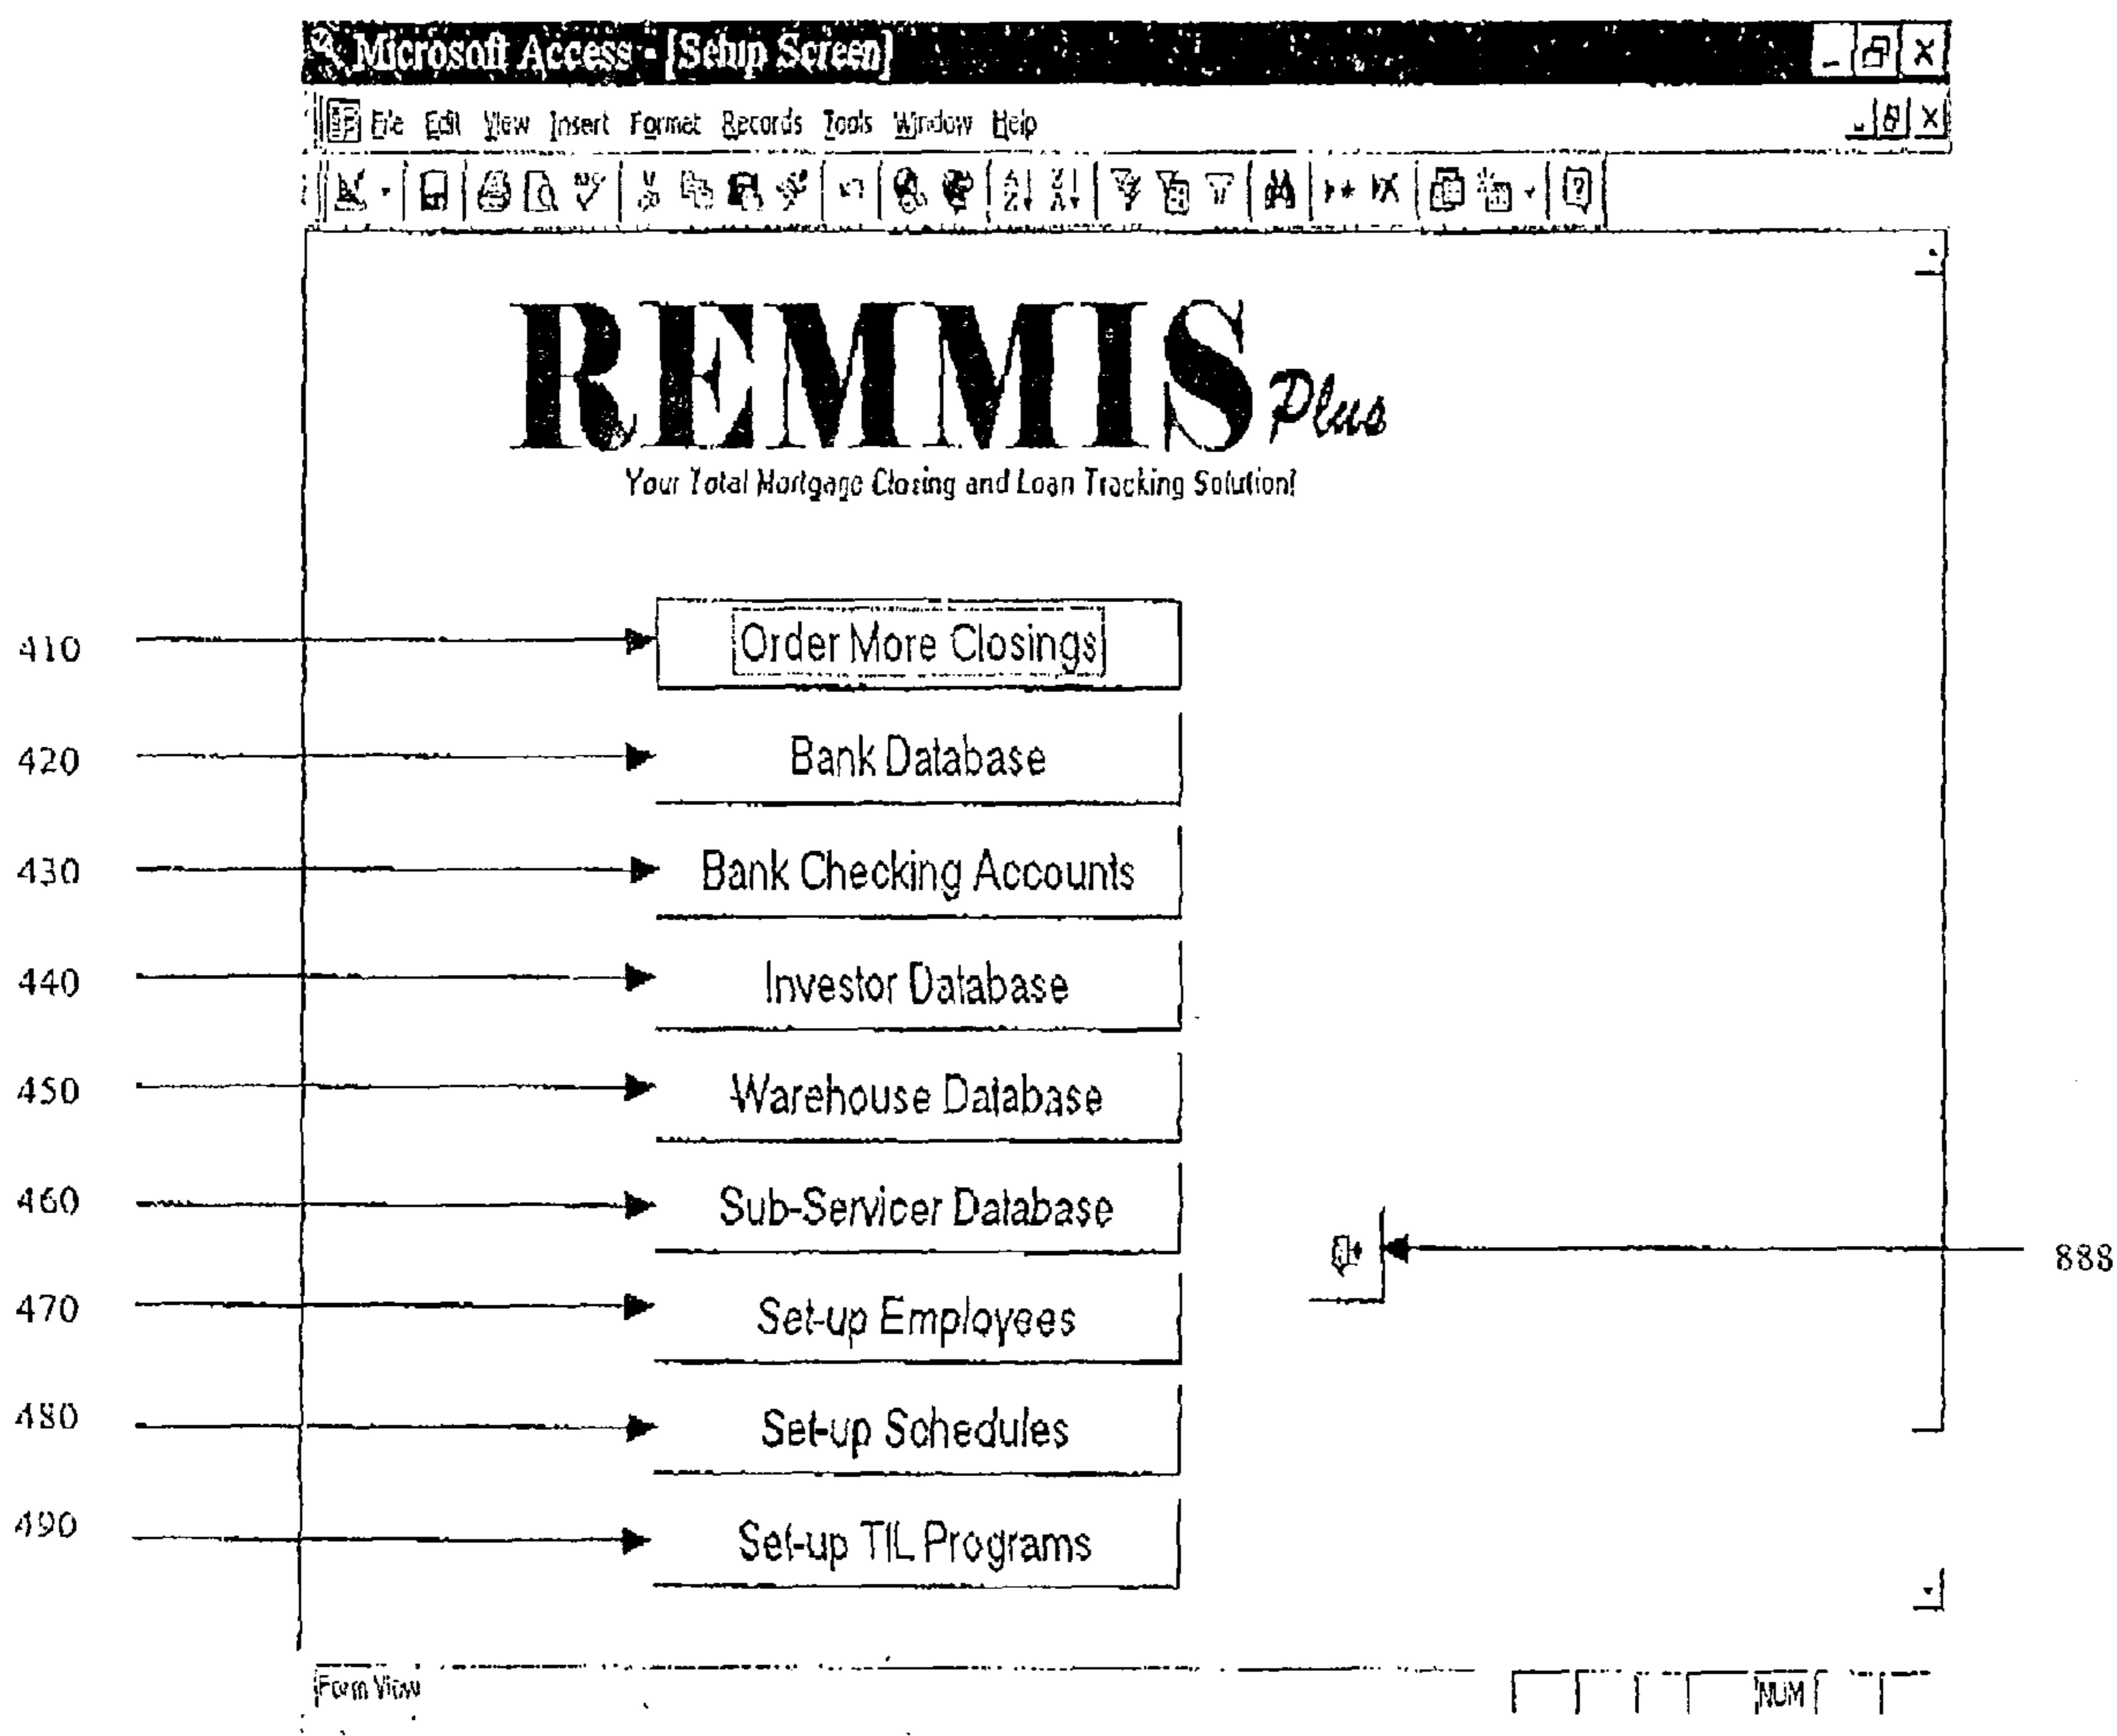 Microsoft Access - [Setup Screen]
File Edit View Insert Format Records Tools Window Help
REMMIS Plus
Your Total Mortgage Closing and Loan Tracking Solution!
410 Order More Closings
420 Bank Database
430 Bank Checking Accounts
440 Investor Database
450 Warehouse Database
460 Sub-Servicer Database
888
470 Set-up Employees
480 Set-up Schedules
490 Set-up TIL Programs
Form View NUM